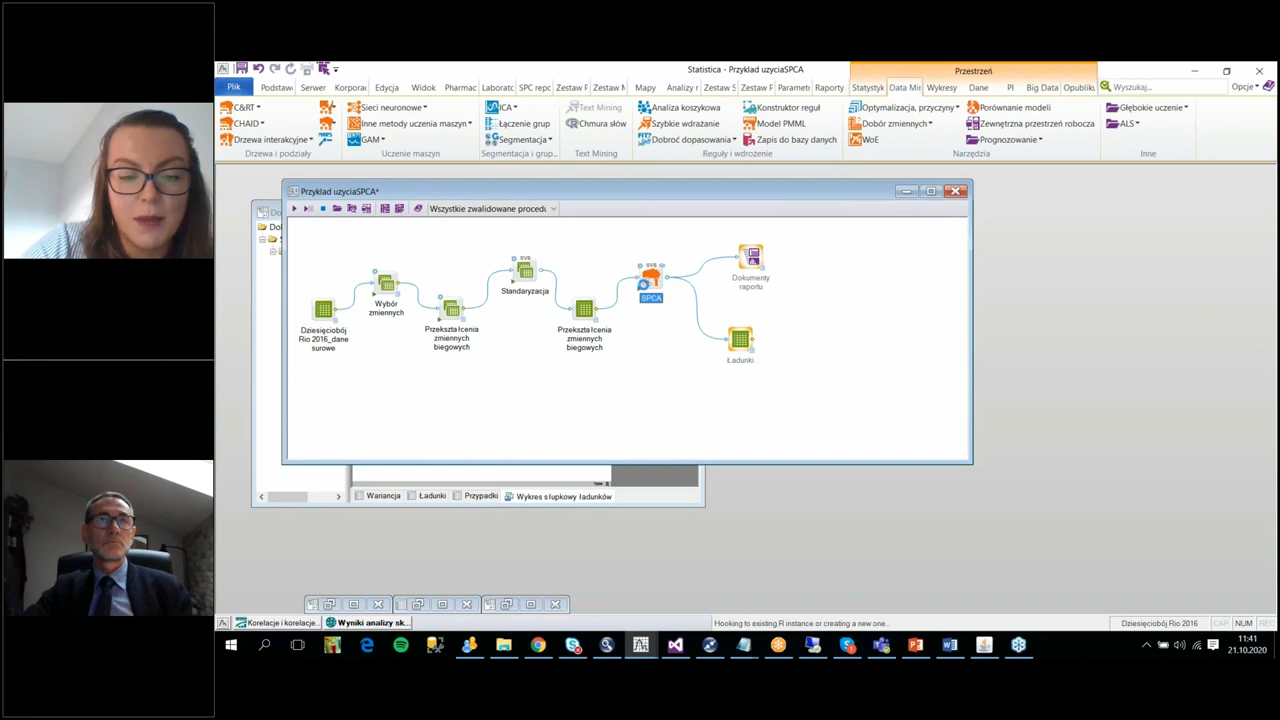 Statistica - Przyklad uzyciaSPCA
Przestrzeń
Plik
Podstaw
Serwer
Korporac
Edycja
Widok
Pharmac
Laborato
SPC repo
Zestaw P
Zestaw M
Mapy
Analizy r
Zestaw S
Zestaw P
Parametr
Raporty
Statystyk
Data Min
Wykresy
Dane
PI
Big Data
Opubliku
Wyszukaj...
Opcje
C&RT
CHAID
Drzewa interakcyjne
Drzewa i podziały
Sieci neuronowe
Inne metody uczenia maszyn
GAM
Uczenie maszyn
ICA
Łączenie grup
Segmentacja
Segmentacja i grup...
Text Mining
Chmura słów
Text Mining
Analiza koszykowa
Szybkie wdrażanie
Dobroć dopasowania
Konstruktor reguł
Model PMML
Zapis do bazy danych
Reguły i wdrożenie
Optymalizacja, przyczyny
Dobór zmiennych
WoE
Porównanie modeli
Zewnętrzna przestrzeń robocza
Prognozowanie
Narzędzia
Głębokie uczenie
ALS
Inne
Przyklad uzyciaSPCA*
Wszystkie zwalidowane procedu
Dziesięciobój
Rio 2016_dane
surowe
Wybór
zmiennych
Przekształcenia
zmiennych
biegowych
SVB
Standaryzacja
Przekształcenia
zmiennych
biegowych
SVB
SPCA
Dokumenty
raportu
Ładunki
Wariancja
Ładunki
Przypadki
Wykres słupkowy ładunków
Korelacje i korelacje...
Wyniki analizy sk...
Hooking to existing R instance or creating a new one...
Dziesięciobój Rio 2016
CAP
NUM
REC
11:41
21.10.2020